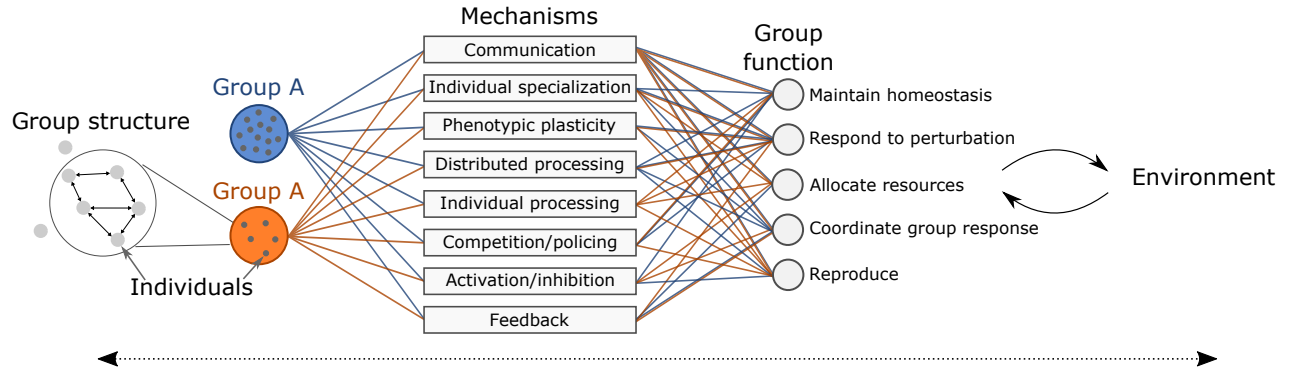 Group structure
Individuals
Group A
Group A
Mechanisms
Communication
Individual specialization
Phenotypic plasticity
Distributed processing
Individual processing
Competition/policing
Activation/inhibition
Feedback
Group
function
Maintain homeostasis
Respond to perturbation
Allocate resources
Coordinate group response
Reproduce
Environment